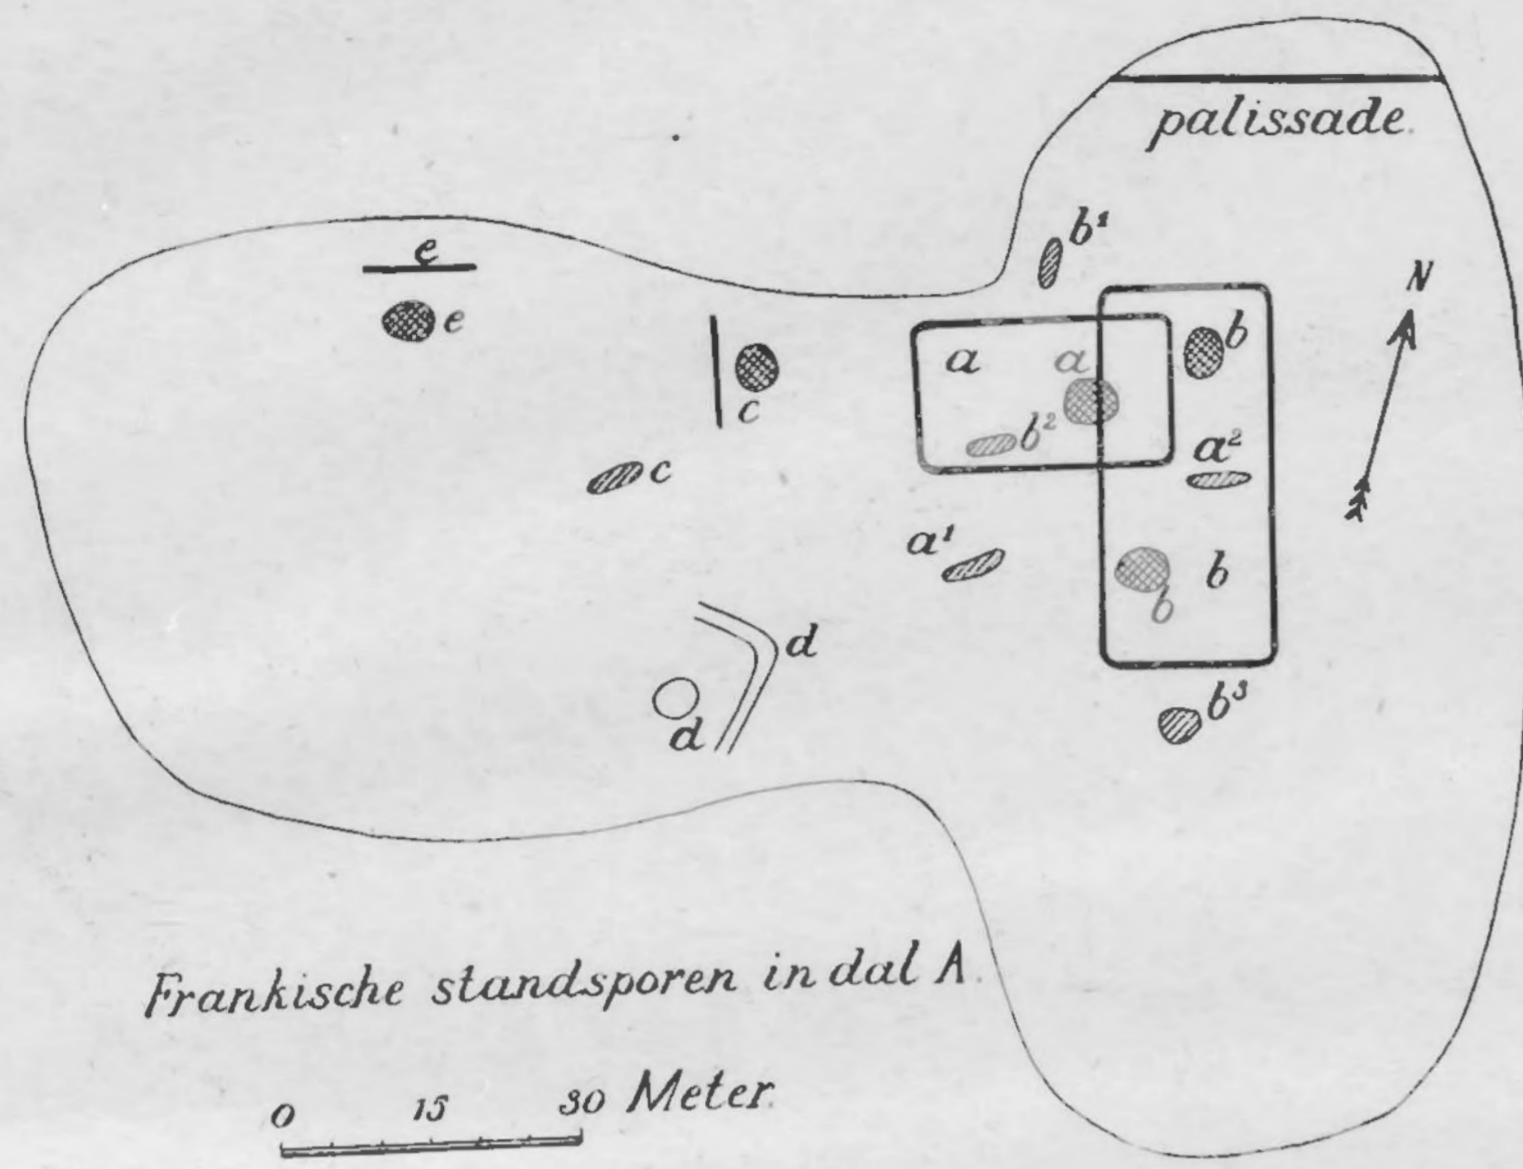 palissade.
b¹
N
e
e
b
a
a
c
b²
a²
c
a¹
b
b
d
d
b³
Frankische standsporen in dal A.
0 15 30 Meter.